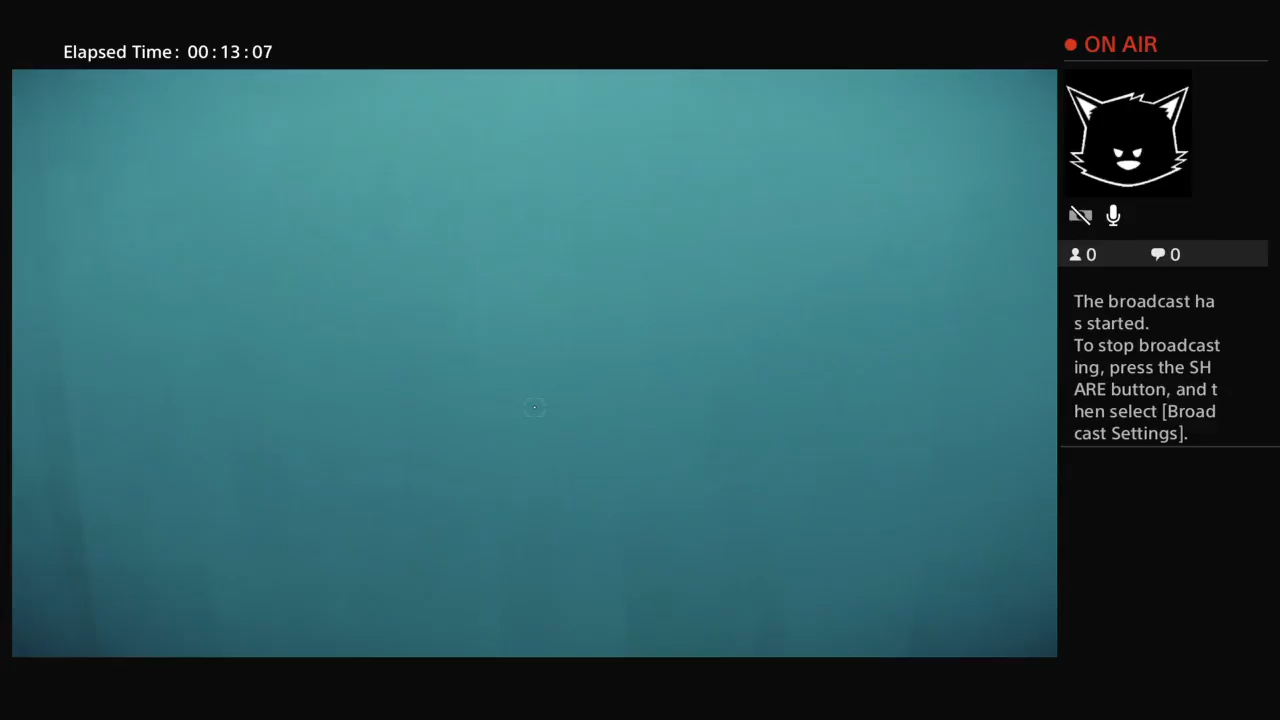 Elapsed Time: 00:13:07
ON AIR
0 0
The broadcast ha
s started.
To stop broadcast
ing, press the SH
ARE button, and t
hen select [Broad
cast Settings].